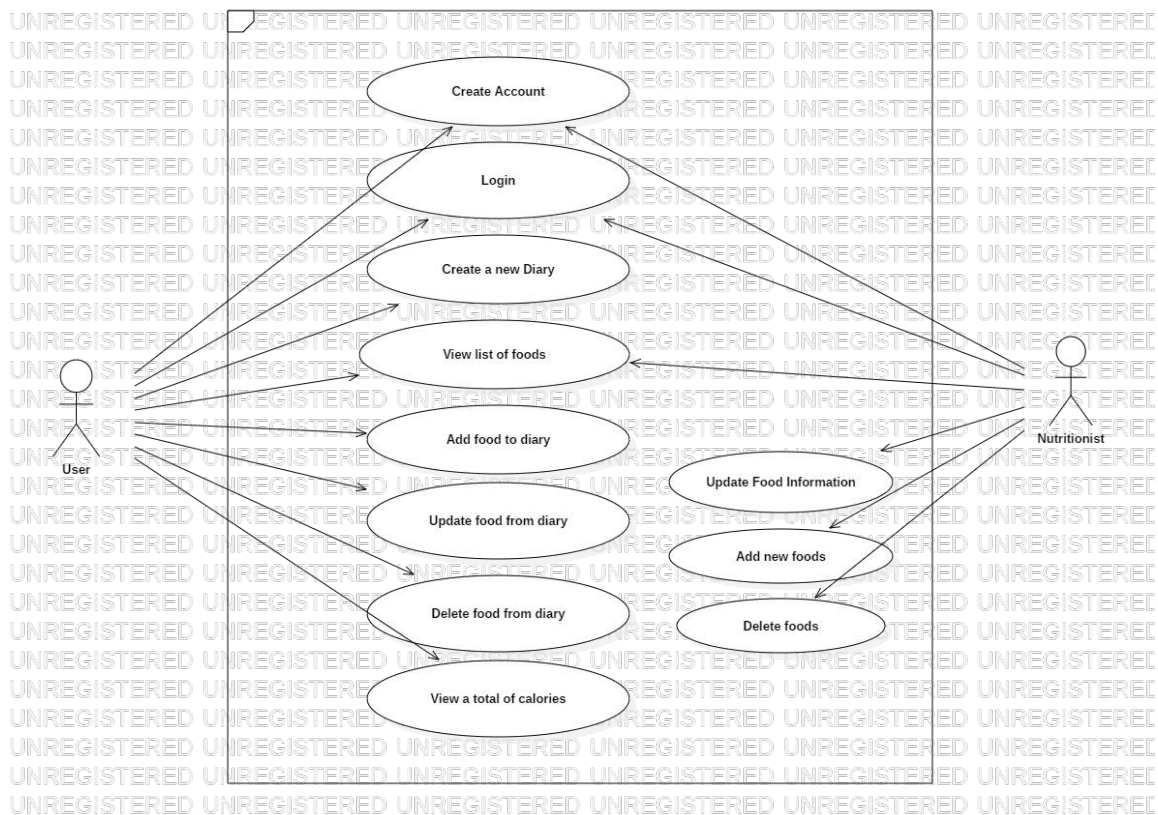 Create Account
Login
Create a new Diary
View list of foods
Add food to diary
Update food from diary
Delete food from diary
View a total of calories
User
Nutritionist
Update Food Information
Add new foods
Delete foods
UNREGISTERED